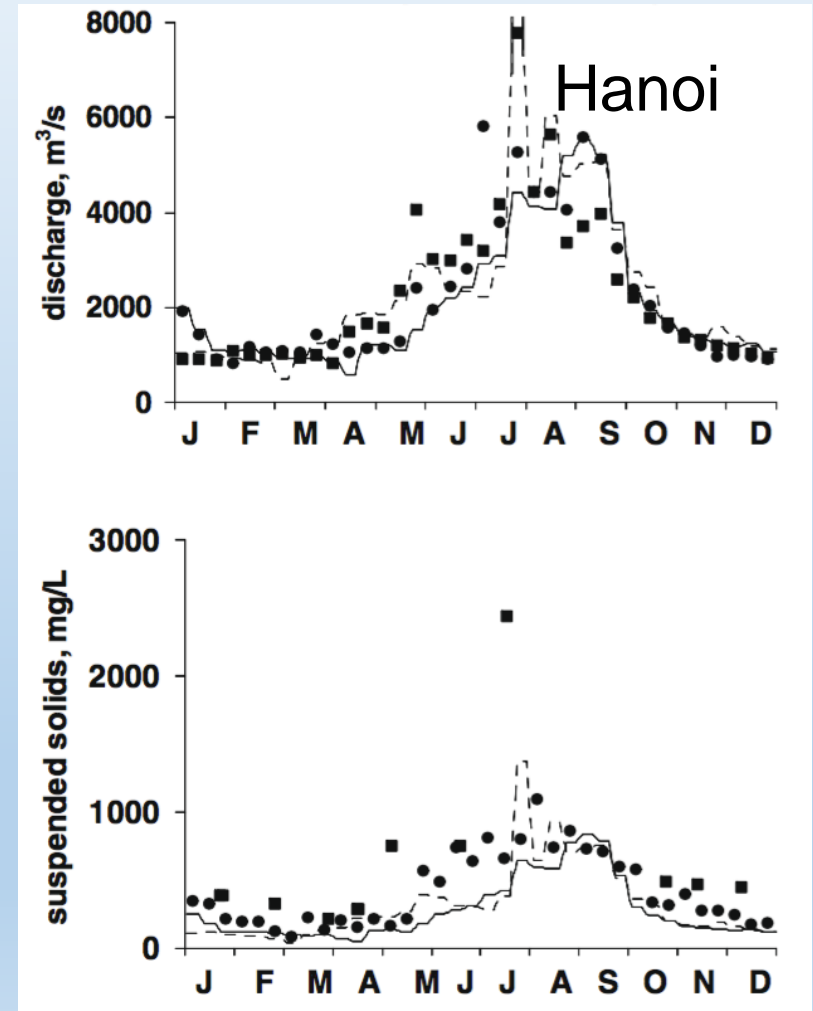 8000
6000
4000
2000
0
discharge, m³/s
Hanoi
J F M A M J J A S O N D
3000
2000
1000
0
suspended solids, mg/L
J F M A M J J A S O N D